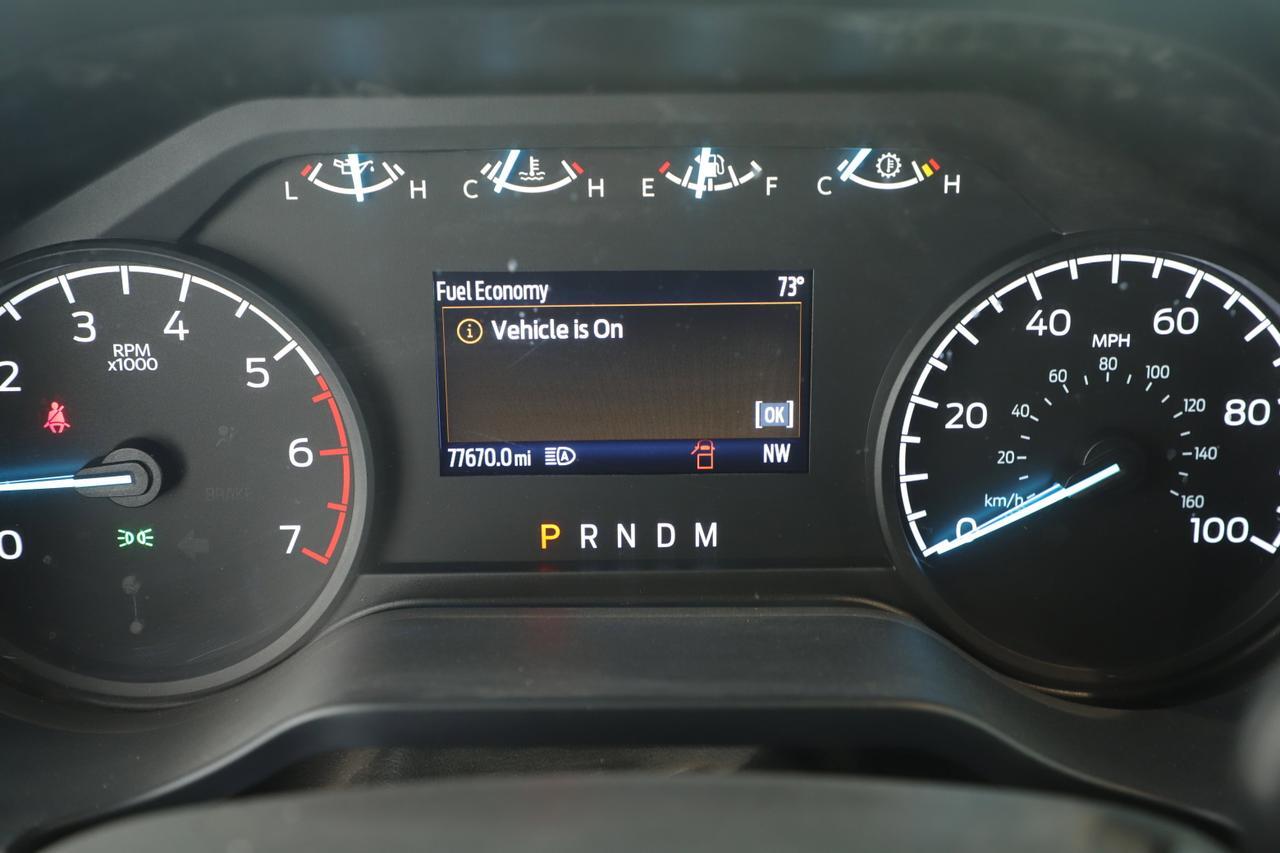 L H C H E F C H
Fuel Economy 73°
Vehicle is On
OK
77670.0 mi A NW
P R N D M
0 2 3 4 5 6 7
RPM
x1000
BRAKE
0 20 40 60 80 100
MPH
20 40 60 80 100 120 140 160
km/h